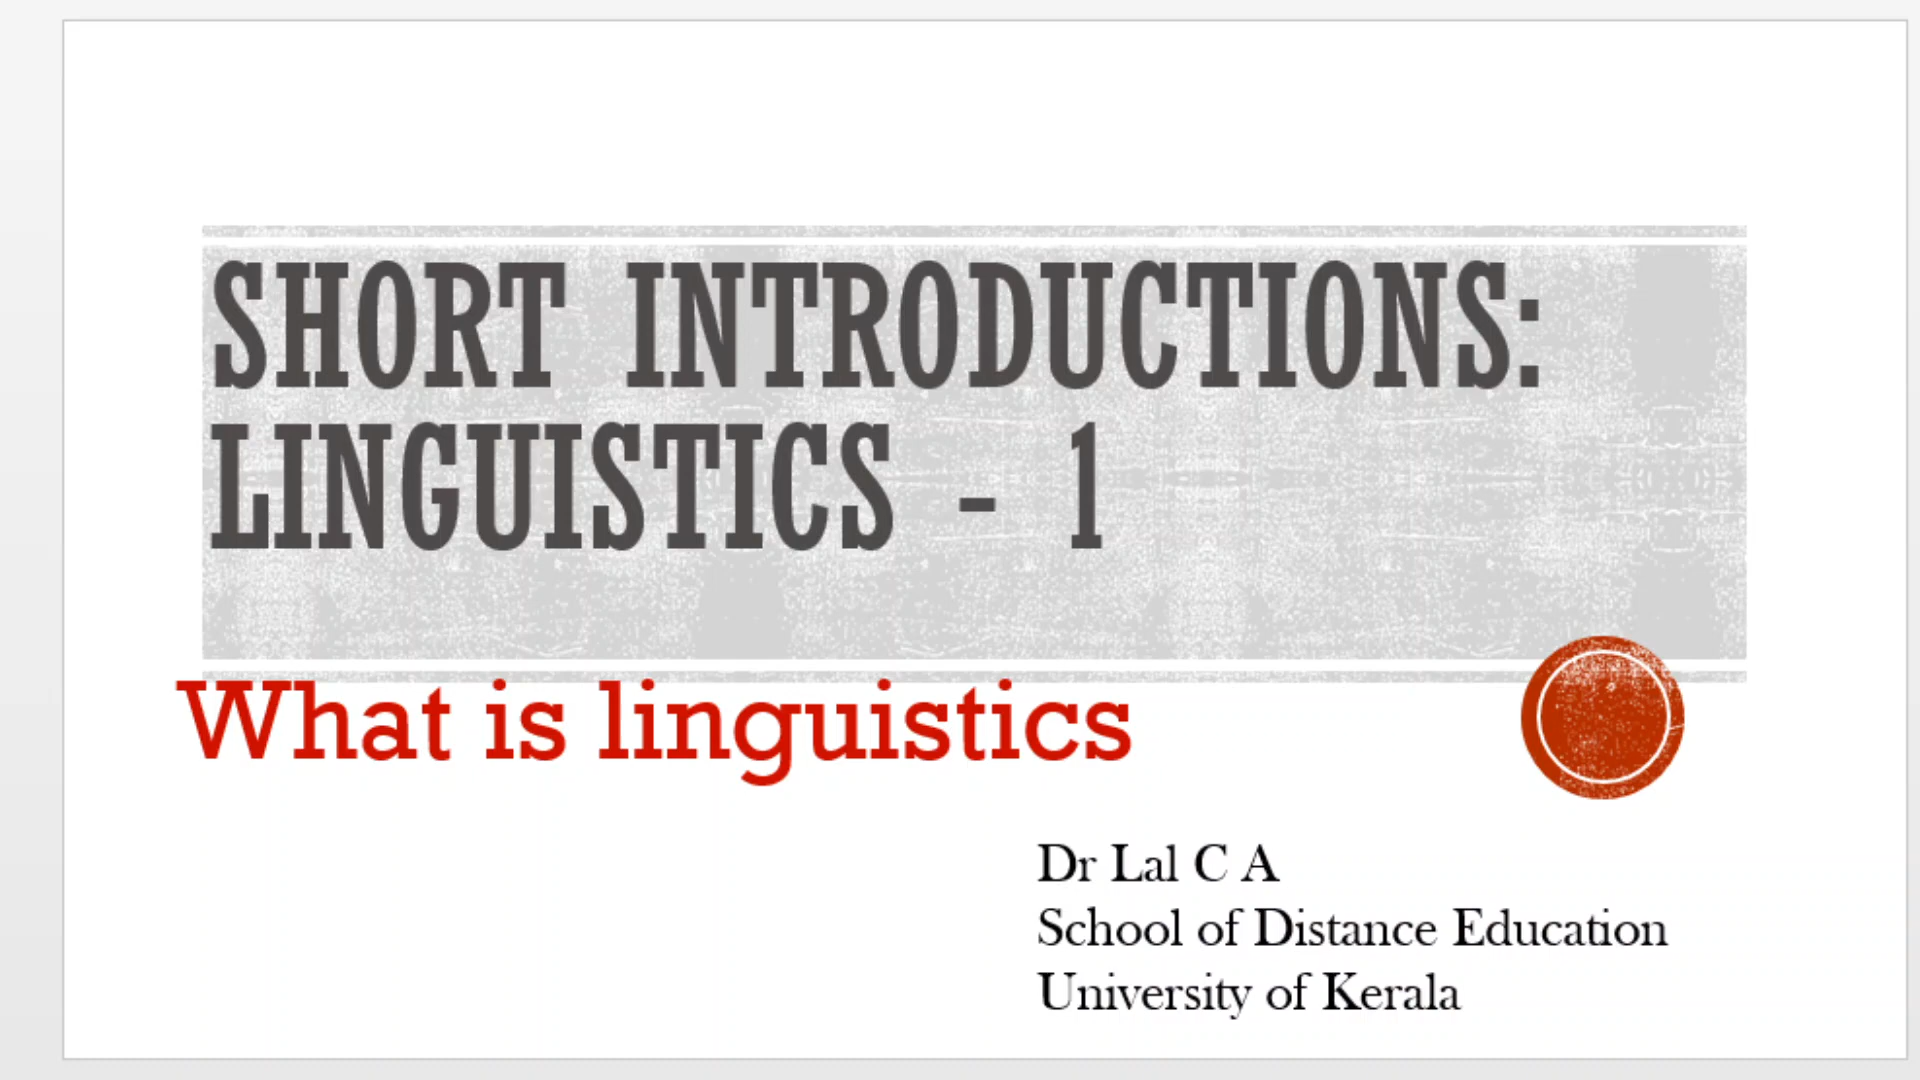 SHORT INTRODUCTIONS:
LINGUISTICS - 1
What is linguistics
Dr Lal C A
School of Distance Education
University of Kerala